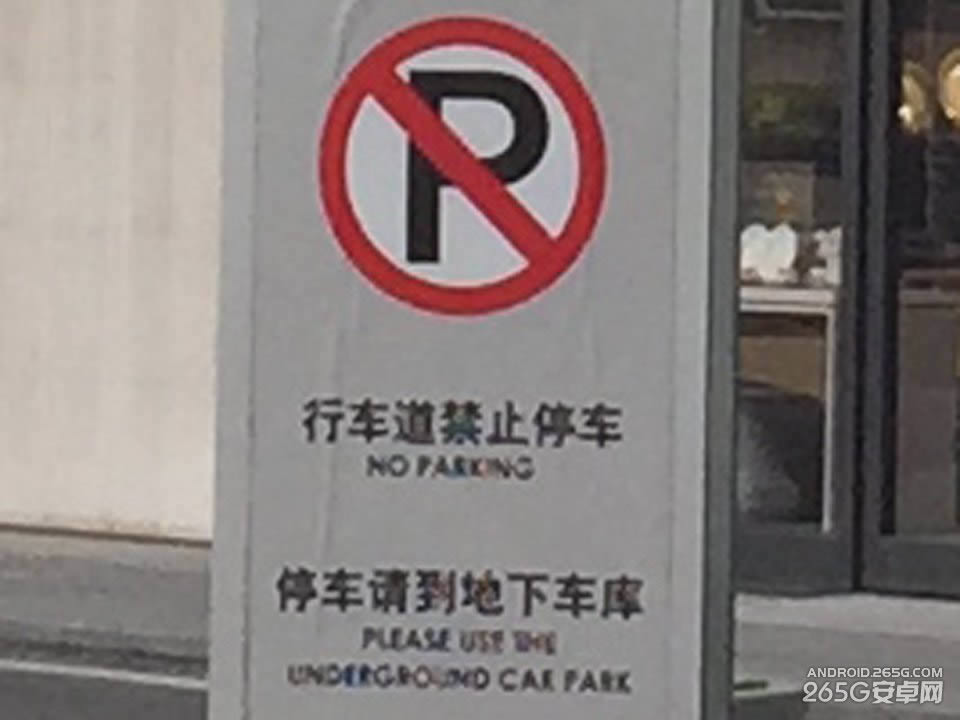 P
行车道禁止停车
NO PARKING
停车请到地下车库
PLEASE USE THE
UNDERGROUND CAR PARK
ANDROID.265G.COM
265G安卓网